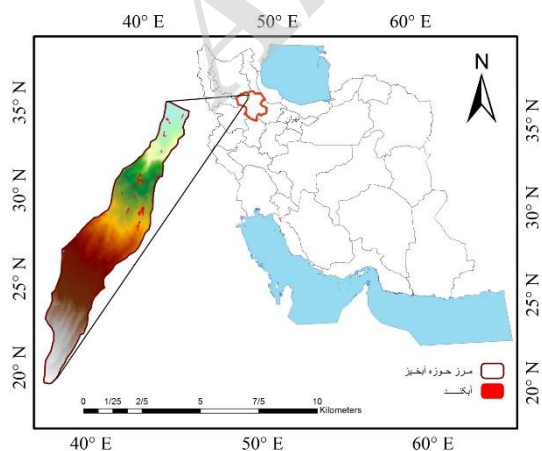 40° E 50° E 60° E
N
35° N 35° N
30° N 30° N
25° N 25° N
20° N 20° N
مرز حوزه آبخیز
آبکنـــد
0 1/25 2/5 5 7/5 10
Kilometers
40° E 50° E 60° E